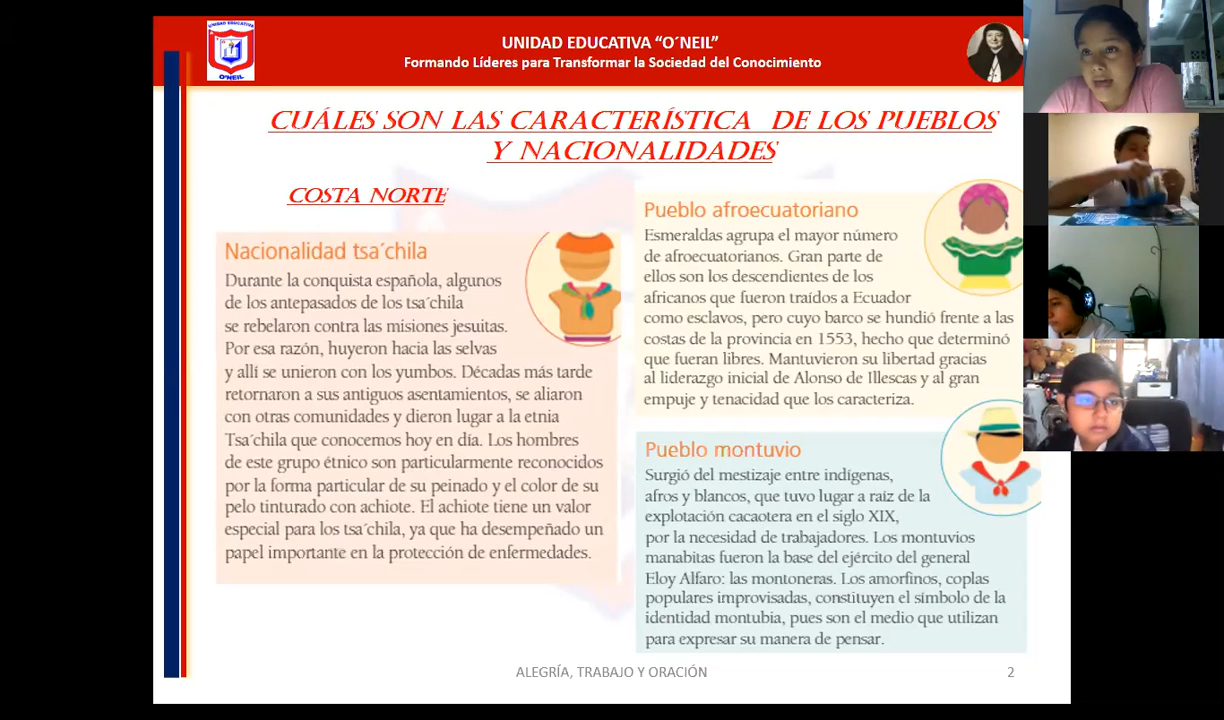 UNIDAD EDUCATIVA
O´NEIL
UNIDAD EDUCATIVA “O´NEIL”
Formando Líderes para Transformar la Sociedad del Conocimiento
CUÁLES SON LAS CARACTERÍSTICA DE LOS PUEBLOS
Y NACIONALIDADES
COSTA NORTE
Nacionalidad tsa´chila
Durante la conquista española, algunos
de los antepasados de los tsa´chila
se rebelaron contra las misiones jesuitas.
Por esa razón, huyeron hacia las selvas
y allí se unieron con los yumbos. Décadas más tarde
retornaron a sus antiguos asentamientos, se aliaron
con otras comunidades y dieron lugar a la etnia
Tsa´chila que conocemos hoy en día. Los hombres
de este grupo étnico son particularmente reconocidos
por la forma particular de su peinado y el color de su
pelo tinturado con achiote. El achiote tiene un valor
especial para los tsa´chila, ya que ha desempeñado un
papel importante en la protección de enfermedades.
Pueblo afroecuatoriano
Esmeraldas agrupa el mayor número
de afroecuatorianos. Gran parte de
ellos son los descendientes de los
africanos que fueron traídos a Ecuador
como esclavos, pero cuyo barco se hundió frente a las
costas de la provincia en 1553, hecho que determinó
que fueran libres. Mantuvieron su libertad gracias
al liderazgo inicial de Alonso de Illescas y al gran
empuje y tenacidad que los caracteriza.
Pueblo montuvio
Surgió del mestizaje entre indígenas,
afros y blancos, que tuvo lugar a raíz de la
explotación cacaotera en el siglo XIX,
por la necesidad de trabajadores. Los montuvios
manabitas fueron la base del ejército del general
Eloy Alfaro: las montoneras. Los amorfinos, coplas
populares improvisadas, constituyen el símbolo de la
identidad montubia, pues son el medio que utilizan
para expresar su manera de pensar.
ALEGRÍA, TRABAJO Y ORACIÓN
2